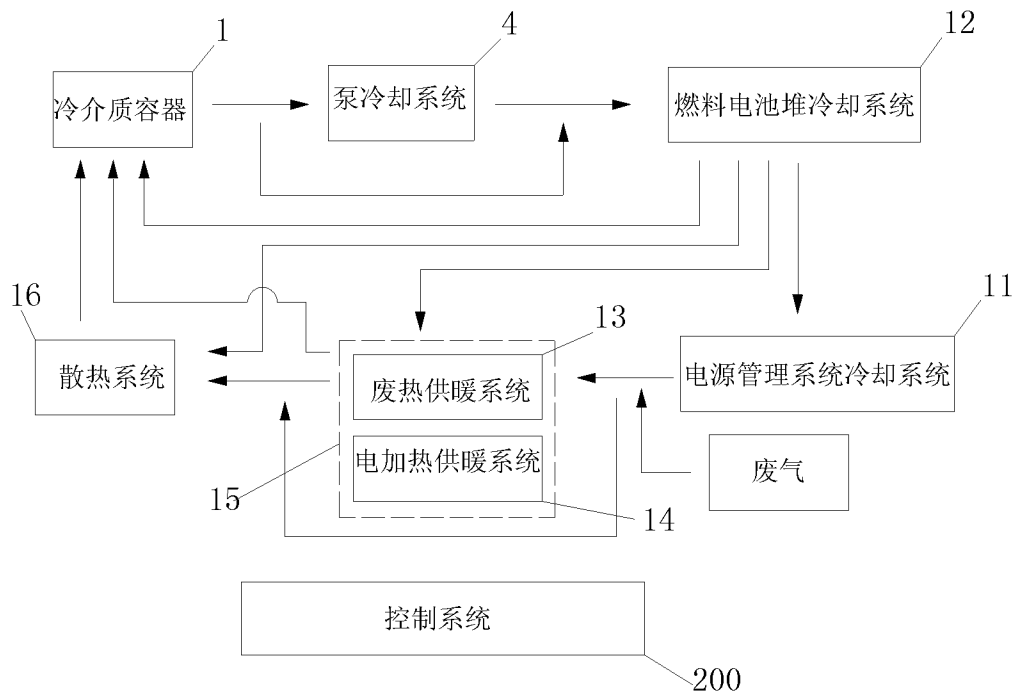 1
4
12
冷介质容器
泵冷却系统
燃料电池堆冷却系统
16
13
11
散热系统
废热供暖系统
电源管理系统冷却系统
电加热供暖系统
废气
15
14
控制系统
200